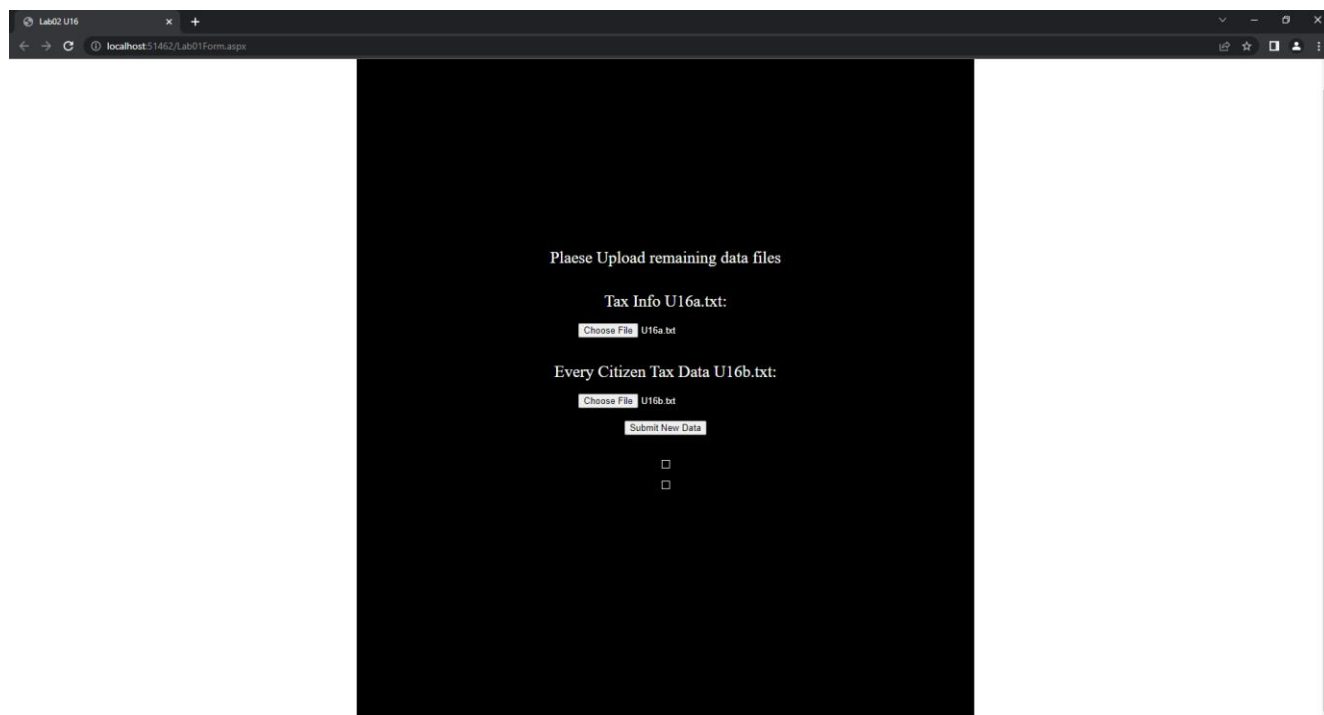 Lab02 U16
localhost:51462/Lab01Form.aspx
Plaese Upload remaining data files
Tax Info U16a.txt:
Choose File U16a.txt
Every Citizen Tax Data U16b.txt:
Choose File U16b.txt
Submit New Data